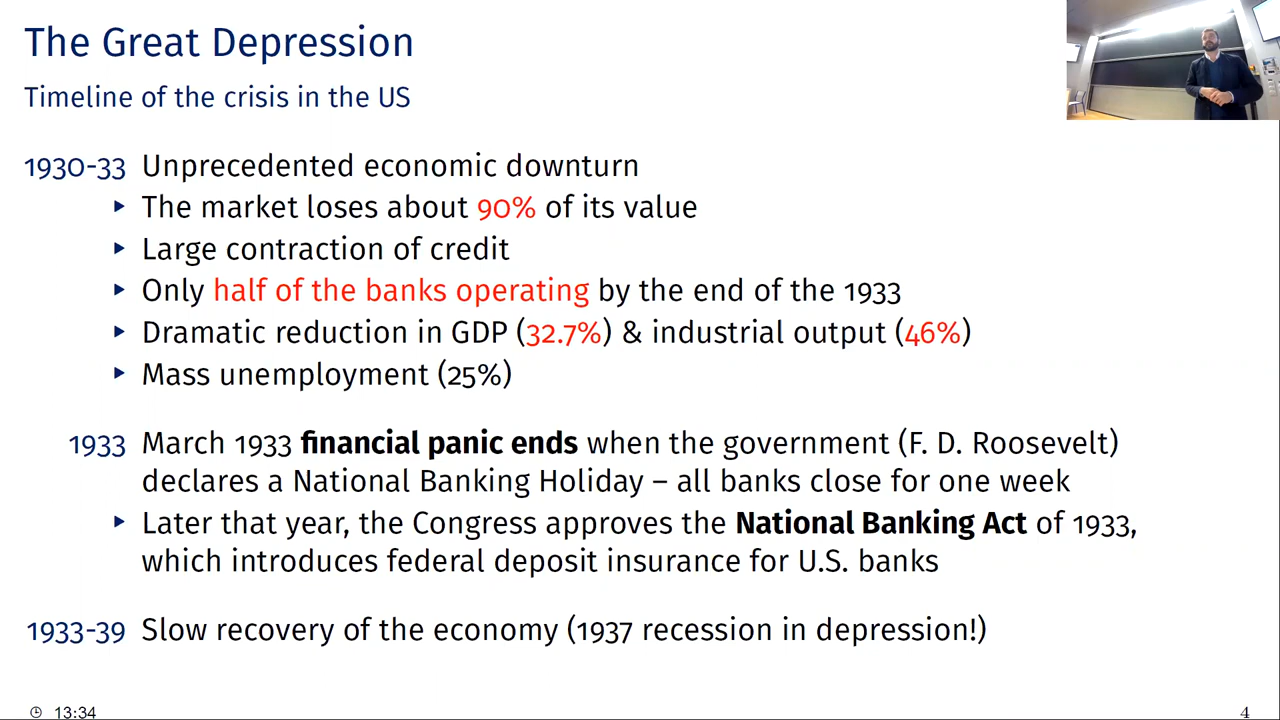 The Great Depression
Timeline of the crisis in the US
1930-33 Unprecedented economic downturn
▶ The market loses about 90% of its value
▶ Large contraction of credit
▶ Only half of the banks operating by the end of the 1933
▶ Dramatic reduction in GDP (32.7%) & industrial output (46%)
▶ Mass unemployment (25%)
1933 March 1933 financial panic ends when the government (F. D. Roosevelt)
declares a National Banking Holiday – all banks close for one week
▶ Later that year, the Congress approves the National Banking Act of 1933,
which introduces federal deposit insurance for U.S. banks
1933-39 Slow recovery of the economy (1937 recession in depression!)
13:34
4